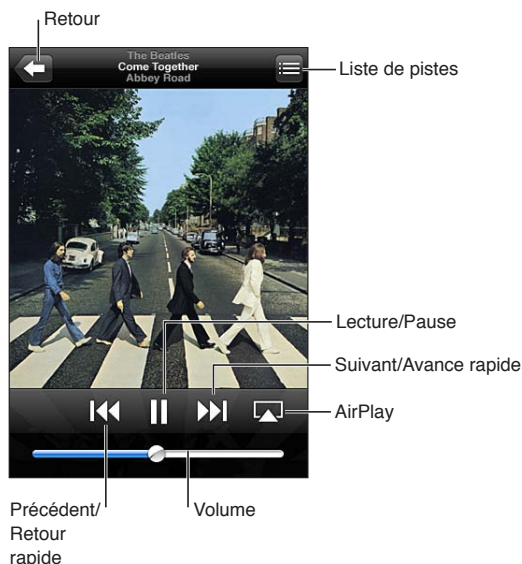 Retour
The Beatles
Come Together
Abbey Road
Liste de pistes
Lecture/Pause
Suivant/Avance rapide
AirPlay
Précédent/
Retour
rapide
Volume